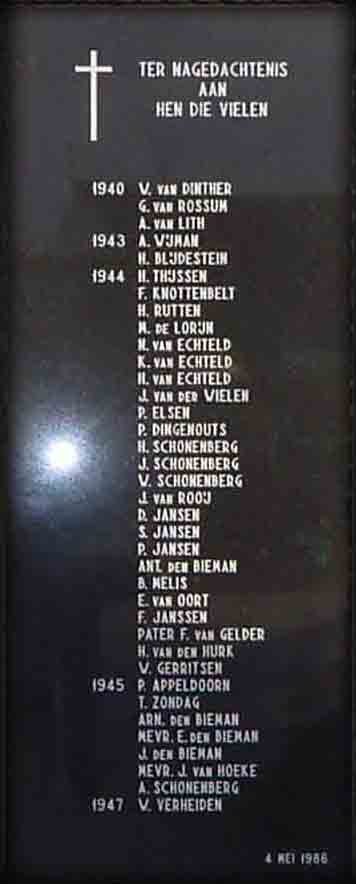 TER NAGEDACHTENIS
AAN
HEN DIE VIELEN
1940 V. VAN DINTHER
G. VAN ROSSUM
A. VAN LITH
1943 A. VIJMAN
H. BLIJDESTEIN
1944 H. THIJSSEN
F. KNOTTENBELT
H. RUTTEN
M. DE LORIJN
N. VAN ECHTELD
K. VAN ECHTELD
H. VAN ECHTELD
J. VAN DER VIELEN
P. ELSEN
P. DINGENOUTS
H. SCHONENBERG
J. SCHONENBERG
V. SCHONENBERG
J. VAN ROOIJ
D. JANSEN
S. JANSEN
P. JANSEN
ANT. DEN BIEMAN
B. MELIS
E. VAN OORT
F. JANSSEN
PATER F. VAN GELDER
H. VAN DEN HURK
V. GERRITSEN
1945 P. APPELDOORN
T. ZONDAG
ARN. DEN BIEMAN
MEVR. E. DEN BIEMAN
J. DEN BIEMAN
MEVR. J. VAN HOEKE
A. SCHONENBERG
1947 V. VERHEIDEN
4 MEI 1986